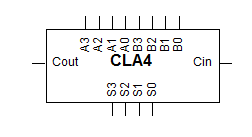 A3 A2 A1 A0 B3 B2 B1 B0
Cout CLA4 Cin
S3 S2 S1 S0